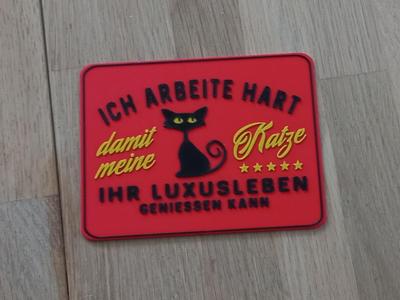 ICH ARBEITE HART
damit meine Katze
IHR LUXUSLEBEN
GENIESSEN KANN